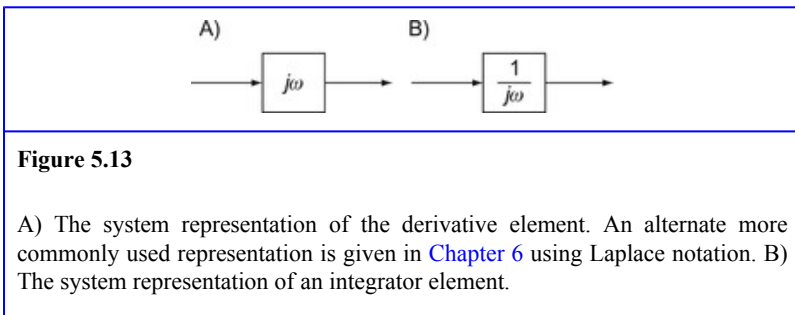 A) B)
jω 1
jω
Figure 5.13
A) The system representation of the derivative element. An alternate more
commonly used representation is given in Chapter 6 using Laplace notation. B)
The system representation of an integrator element.